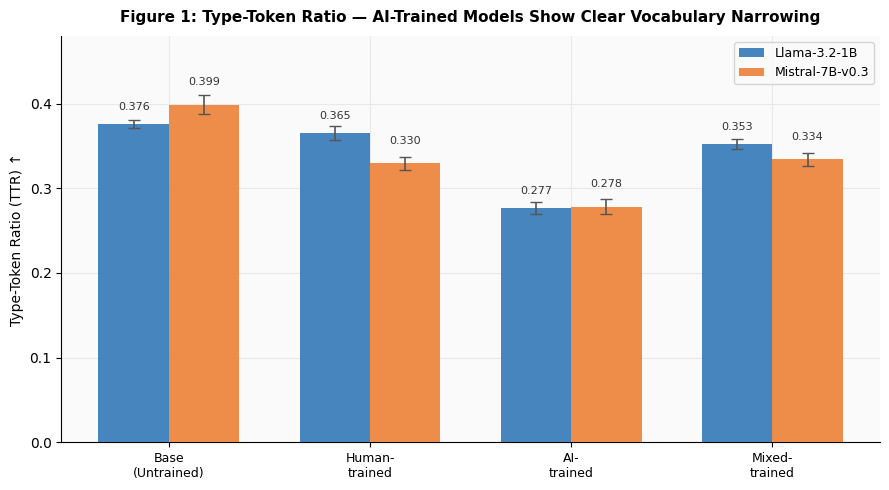 Figure 1: Type-Token Ratio — AI-Trained Models Show Clear Vocabulary Narrowing
Llama-3.2-1B
Mistral-7B-v0.3
Type-Token Ratio (TTR) ↑
0.4
0.3
0.2
0.1
0.0
0.376
0.399
0.365
0.330
0.277
0.278
0.353
0.334
Base
(Untrained)
Human-
trained
AI-
trained
Mixed-
trained